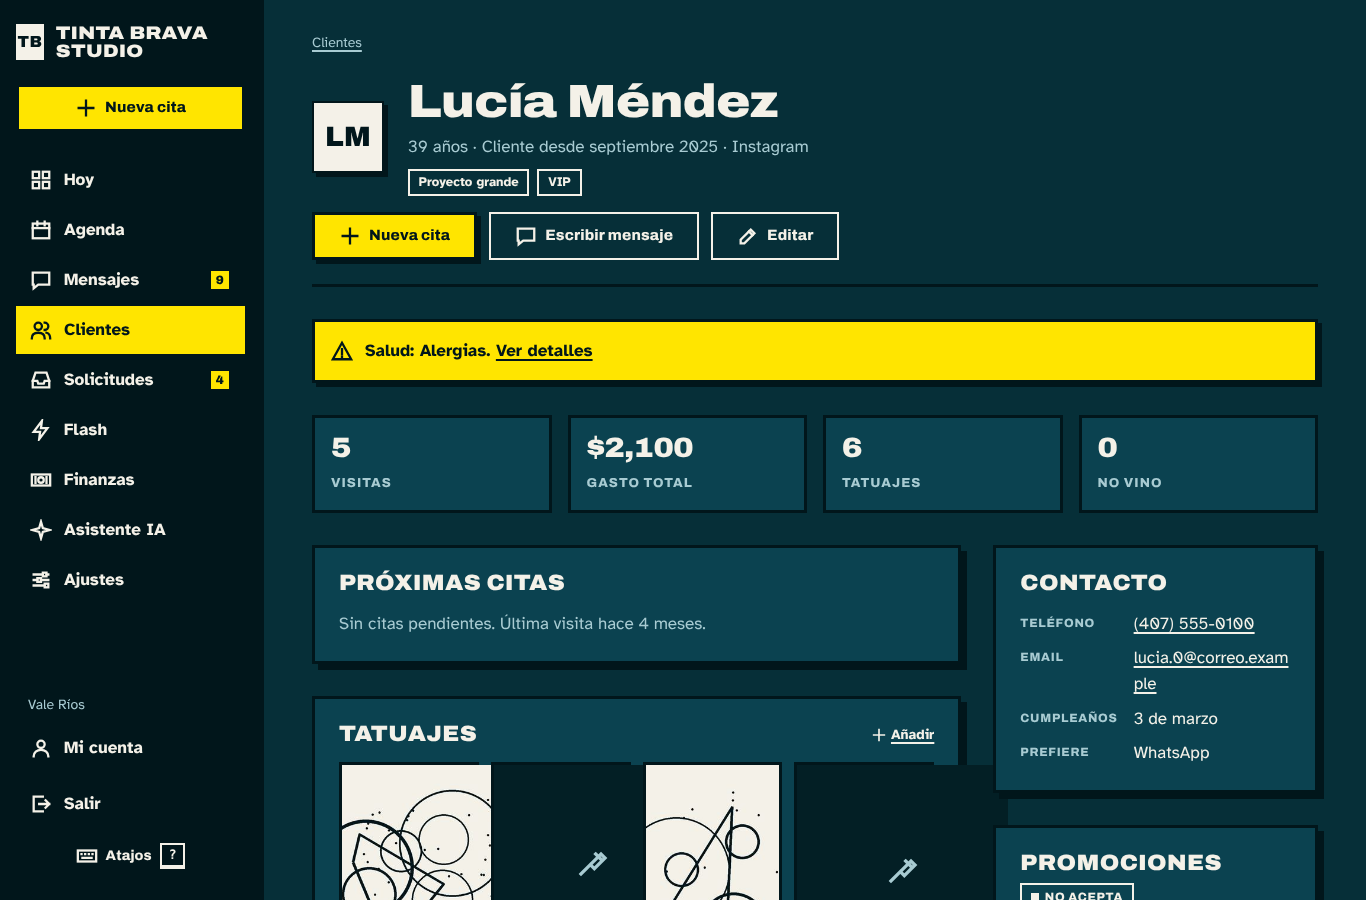 TB
TINTA BRAVA
STUDIO
Nueva cita
Hoy
Agenda
Mensajes 9
Clientes
Solicitudes 4
Flash
Finanzas
Asistente IA
Ajustes
Vale Ríos
Mi cuenta
Salir
Atajos ?
Clientes
LM
Lucía Méndez
39 años · Cliente desde septiembre 2025 · Instagram
Proyecto grande VIP
Nueva cita Escribir mensaje Editar
Salud: Alergias. Ver detalles
5
VISITAS
$2,100
GASTO TOTAL
6
TATUAJES
0
NO VINO
PRÓXIMAS CITAS
Sin citas pendientes. Última visita hace 4 meses.
TATUAJES
Añadir
CONTACTO
TELÉFONO (407) 555-0100
EMAIL lucia.0@correo.exam
ple
CUMPLEAÑOS 3 de marzo
PREFIERE WhatsApp
PROMOCIONES
NO ACEPTA